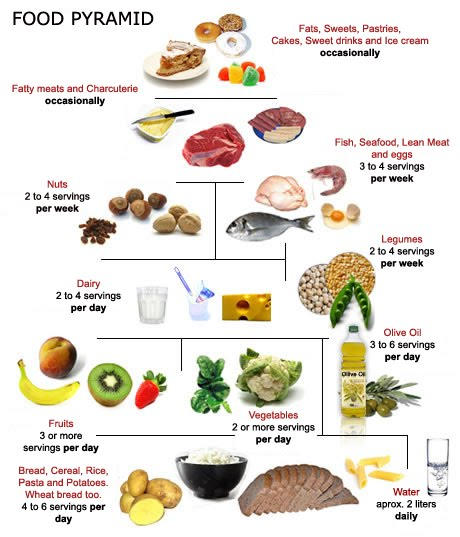 FOOD PYRAMID
Fats, Sweets, Pastries,
Cakes, Sweet drinks and Ice cream
occasionally
Fatty meats and Charcuterie
occasionally
Fish, Seafood, Lean Meat
and eggs
3 to 4 servings
per week
Nuts
2 to 4 servings
per week
Legumes
2 to 4 servings
per week
Dairy
2 to 4 servings
per day
Olive Oil
3 to 6 servings
per day
Olive Oil
Fruits
3 or more
servings per day
Vegetables
2 or more servings
per day
Bread, Cereal, Rice,
Pasta and Potatoes.
Wheat bread too.
4 to 6 servings per
day
Water
aprox. 2 liters
daily